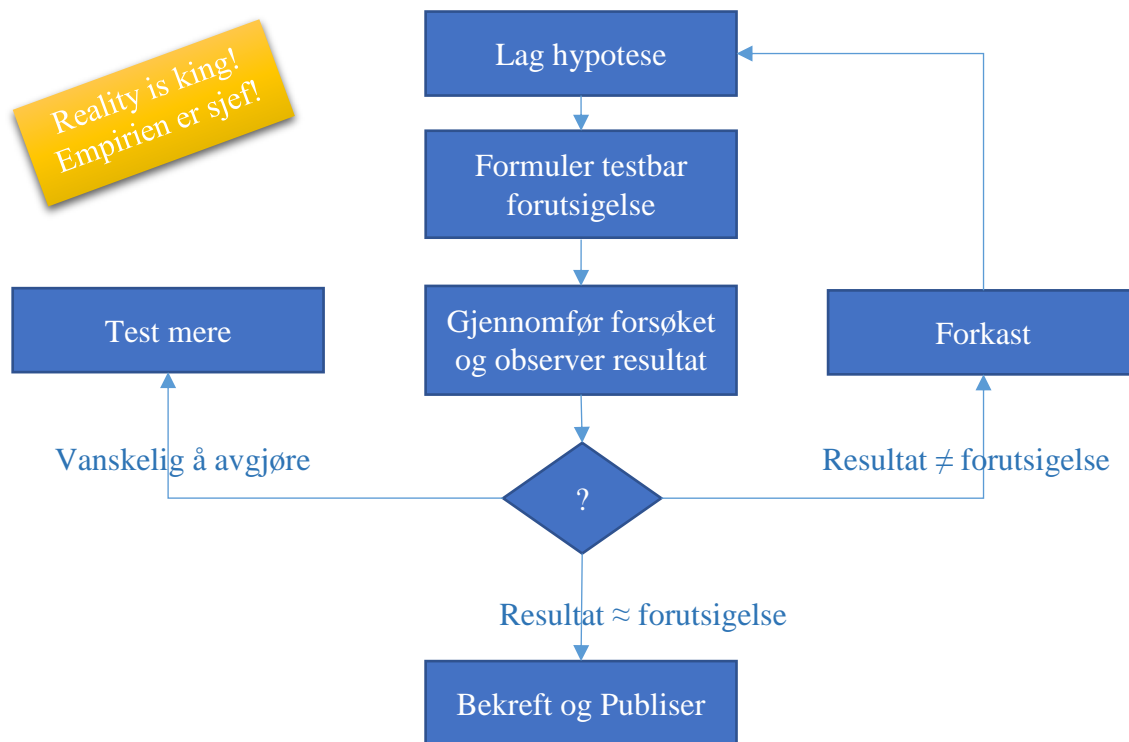 Reality is king!
Empirien er sjef!
Lag hypotese
Formuler testbar
forutsigelse
Gjennomfør forsøket
og observer resultat
Test mere
Forkast
Vanskelig å avgjøre
Resultat ≠ forutsigelse
?
Resultat ≈ forutsigelse
Bekreft og Publiser